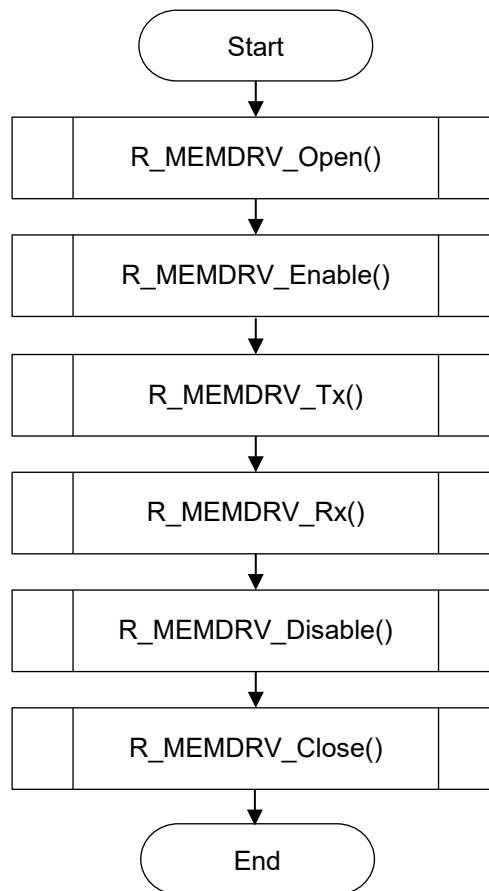 Start
R_MEMDRV_Open()
R_MEMDRV_Enable()
R_MEMDRV_Tx()
R_MEMDRV_Rx()
R_MEMDRV_Disable()
R_MEMDRV_Close()
End